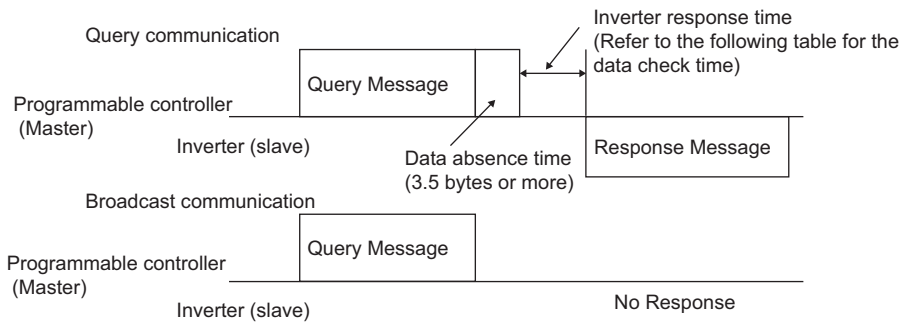 Inverter response time
(Refer to the following table for the
data check time)
Query communication
Query Message
Programmable controller
(Master)
Inverter (slave)
Data absence time
(3.5 bytes or more)
Response Message
Broadcast communication
Query Message
Programmable controller
(Master)
Inverter (slave)
No Response